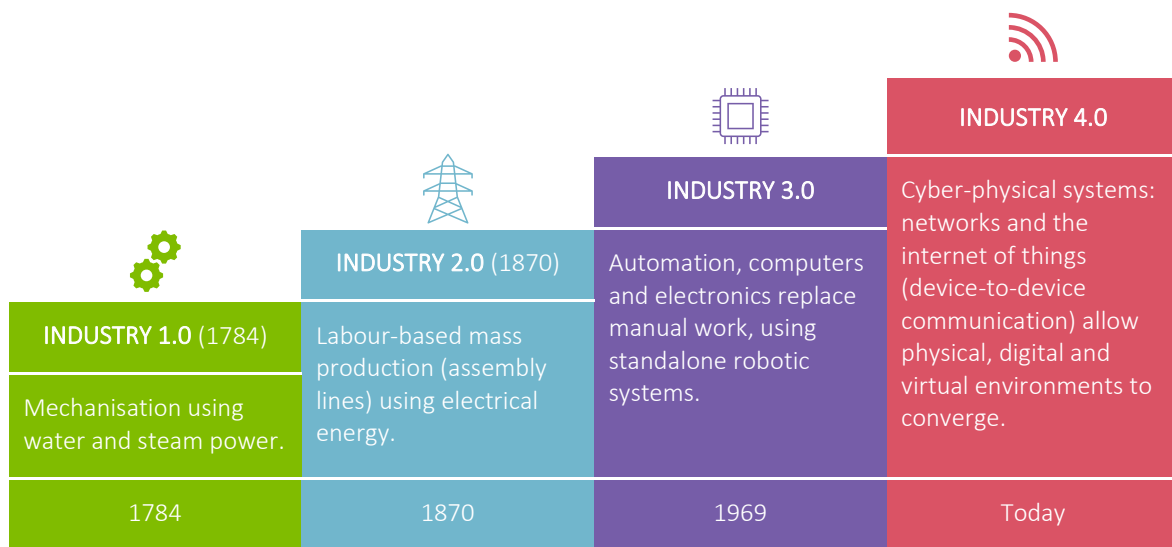 INDUSTRY 1.0 (1784)
Mechanisation using
water and steam power.
1784
INDUSTRY 2.0 (1870)
Labour-based mass
production (assembly
lines) using electrical
energy.
1870
INDUSTRY 3.0
Automation, computers
and electronics replace
manual work, using
standalone robotic
systems.
1969
INDUSTRY 4.0
Cyber-physical systems:
networks and the
internet of things
(device-to-device
communication) allow
physical, digital and
virtual environments to
converge.
Today